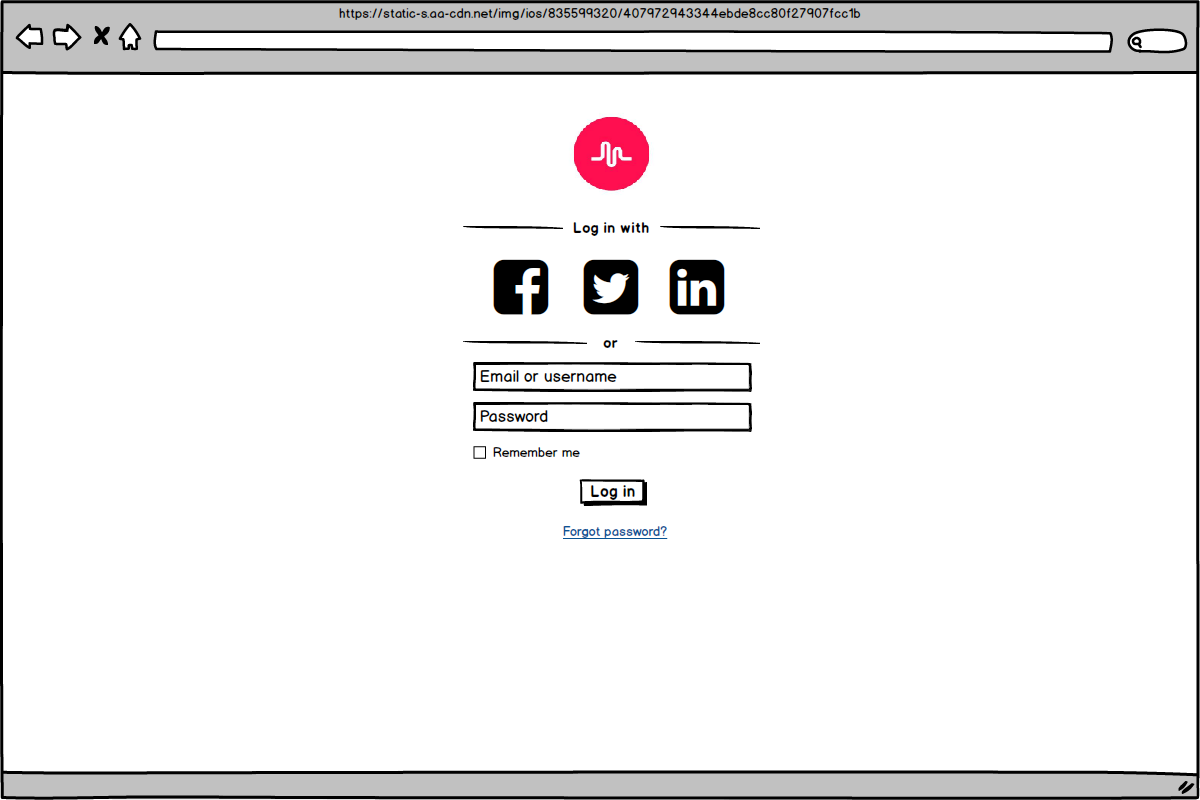 https://static-s.aa-cdn.net/img/ios/835599320/407972943344ebde8cc80f27907fcc1b
Log in with
or
Email or username
Password
Remember me
Log in
Forgot password?